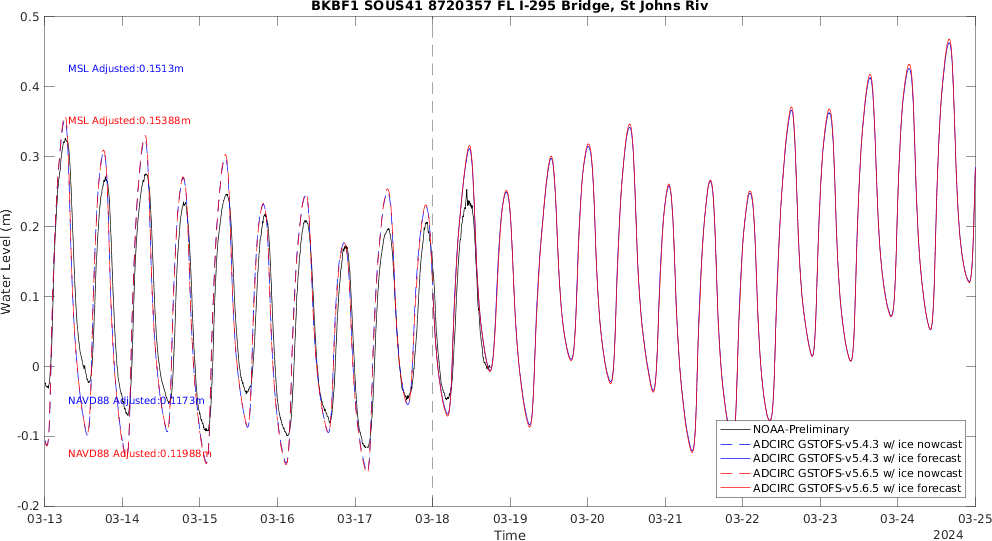 BKBF1 SOUS41 8720357 FL I-295 Bridge, St Johns Riv
0.5
0.4
0.3
0.2
0.1
0
-0.1
-0.2
Water Level (m)
MSL Adjusted:0.1513m
MSL Adjusted:0.15388m
NAVD88 Adjusted:0.1173m
NAVD88 Adjusted:0.11988m
NOAA-Preliminary
ADCIRC GSTOFS-v5.4.3 w/ ice nowcast
ADCIRC GSTOFS-v5.4.3 w/ ice forecast
ADCIRC GSTOFS-v5.6.5 w/ ice nowcast
ADCIRC GSTOFS-v5.6.5 w/ ice forecast
03-13 03-14 03-15 03-16 03-17 03-18 03-19 03-20 03-21 03-22 03-23 03-24 03-25
Time
2024